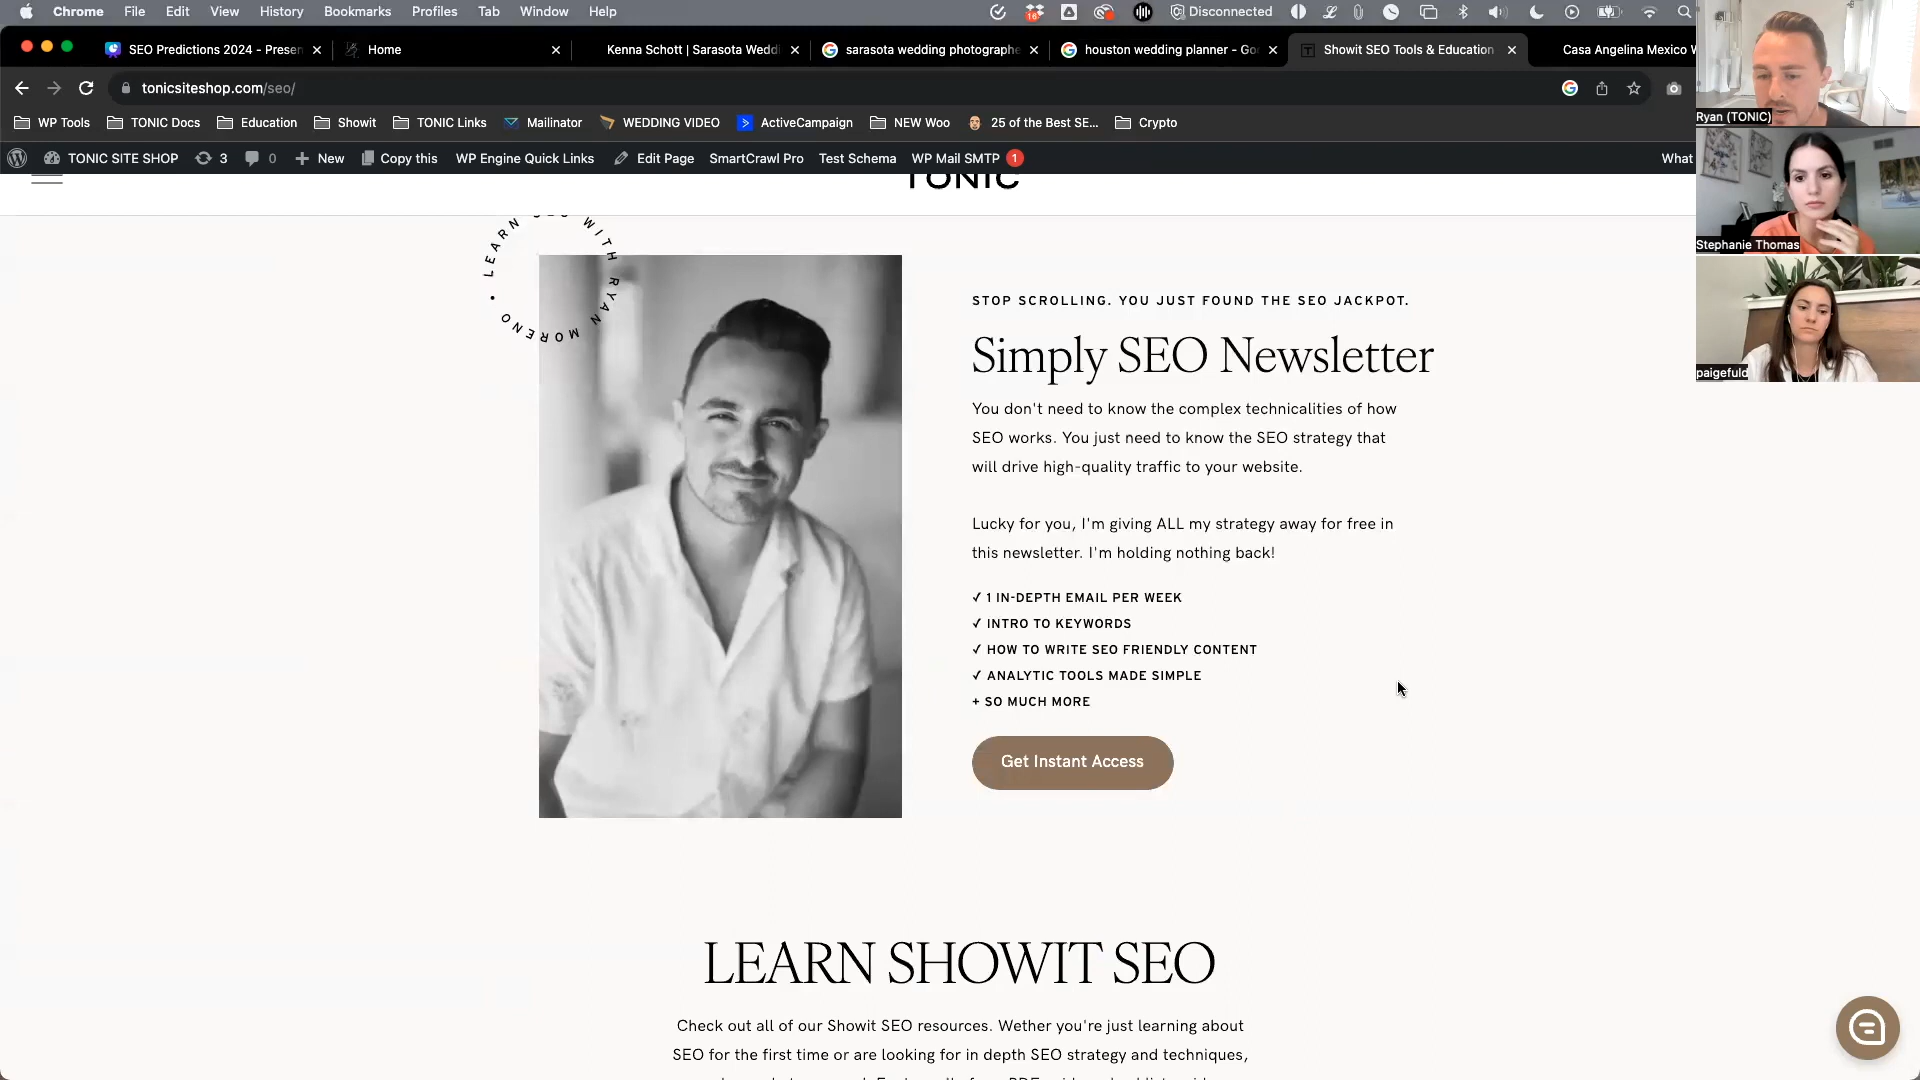 Chrome File Edit View History Bookmarks Profiles Tab Window Help
16
Disconnected
SEO Predictions 2024 - Presen
Home
Kenna Schott | Sarasota Wedd
sarasota wedding photographe
houston wedding planner - Go
Showit SEO Tools & Education
Casa Angelina Mexico W
tonicsiteshop.com/seo/
WP Tools TONIC Docs Education Showit TONIC Links Mailinator WEDDING VIDEO ActiveCampaign NEW Woo 25 of the Best SE... Crypto
TONIC SITE SHOP 3 0 New Copy this WP Engine Quick Links Edit Page SmartCrawl Pro Test Schema WP Mail SMTP 1 What
Ryan (TONIC)
Stephanie Thomas
paigefuld
TONIC
LEARN SEO WITH RYAN MORENO •
STOP SCROLLING. YOU JUST FOUND THE SEO JACKPOT.
Simply SEO Newsletter
You don't need to know the complex technicalities of how
SEO works. You just need to know the SEO strategy that
will drive high-quality traffic to your website.
Lucky for you, I'm giving ALL my strategy away for free in
this newsletter. I'm holding nothing back!
✓ 1 IN-DEPTH EMAIL PER WEEK
✓ INTRO TO KEYWORDS
✓ HOW TO WRITE SEO FRIENDLY CONTENT
✓ ANALYTIC TOOLS MADE SIMPLE
+ SO MUCH MORE
Get Instant Access
LEARN SHOWIT SEO
Check out all of our Showit SEO resources. Wether you're just learning about
SEO for the first time or are looking for in depth SEO strategy and techniques,